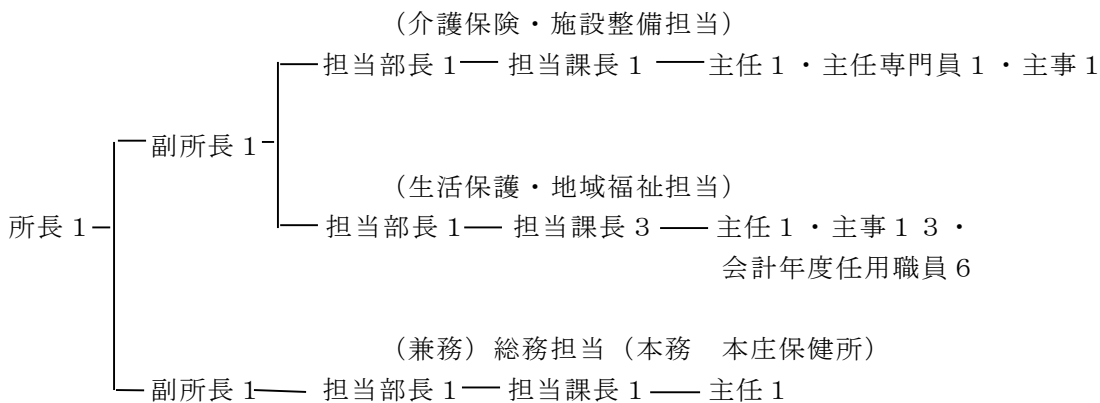 （介護保険・施設整備担当）
担当部長１ 担当課長１ 主任１・主任専門員１・主事１
副所長１
（生活保護・地域福祉担当）
所長１ 担当部長１ 担当課長３ 主任１・主事１３・
会計年度任用職員６
（兼務）総務担当（本務　本庄保健所）
副所長１ 担当部長１ 担当課長１ 主任１